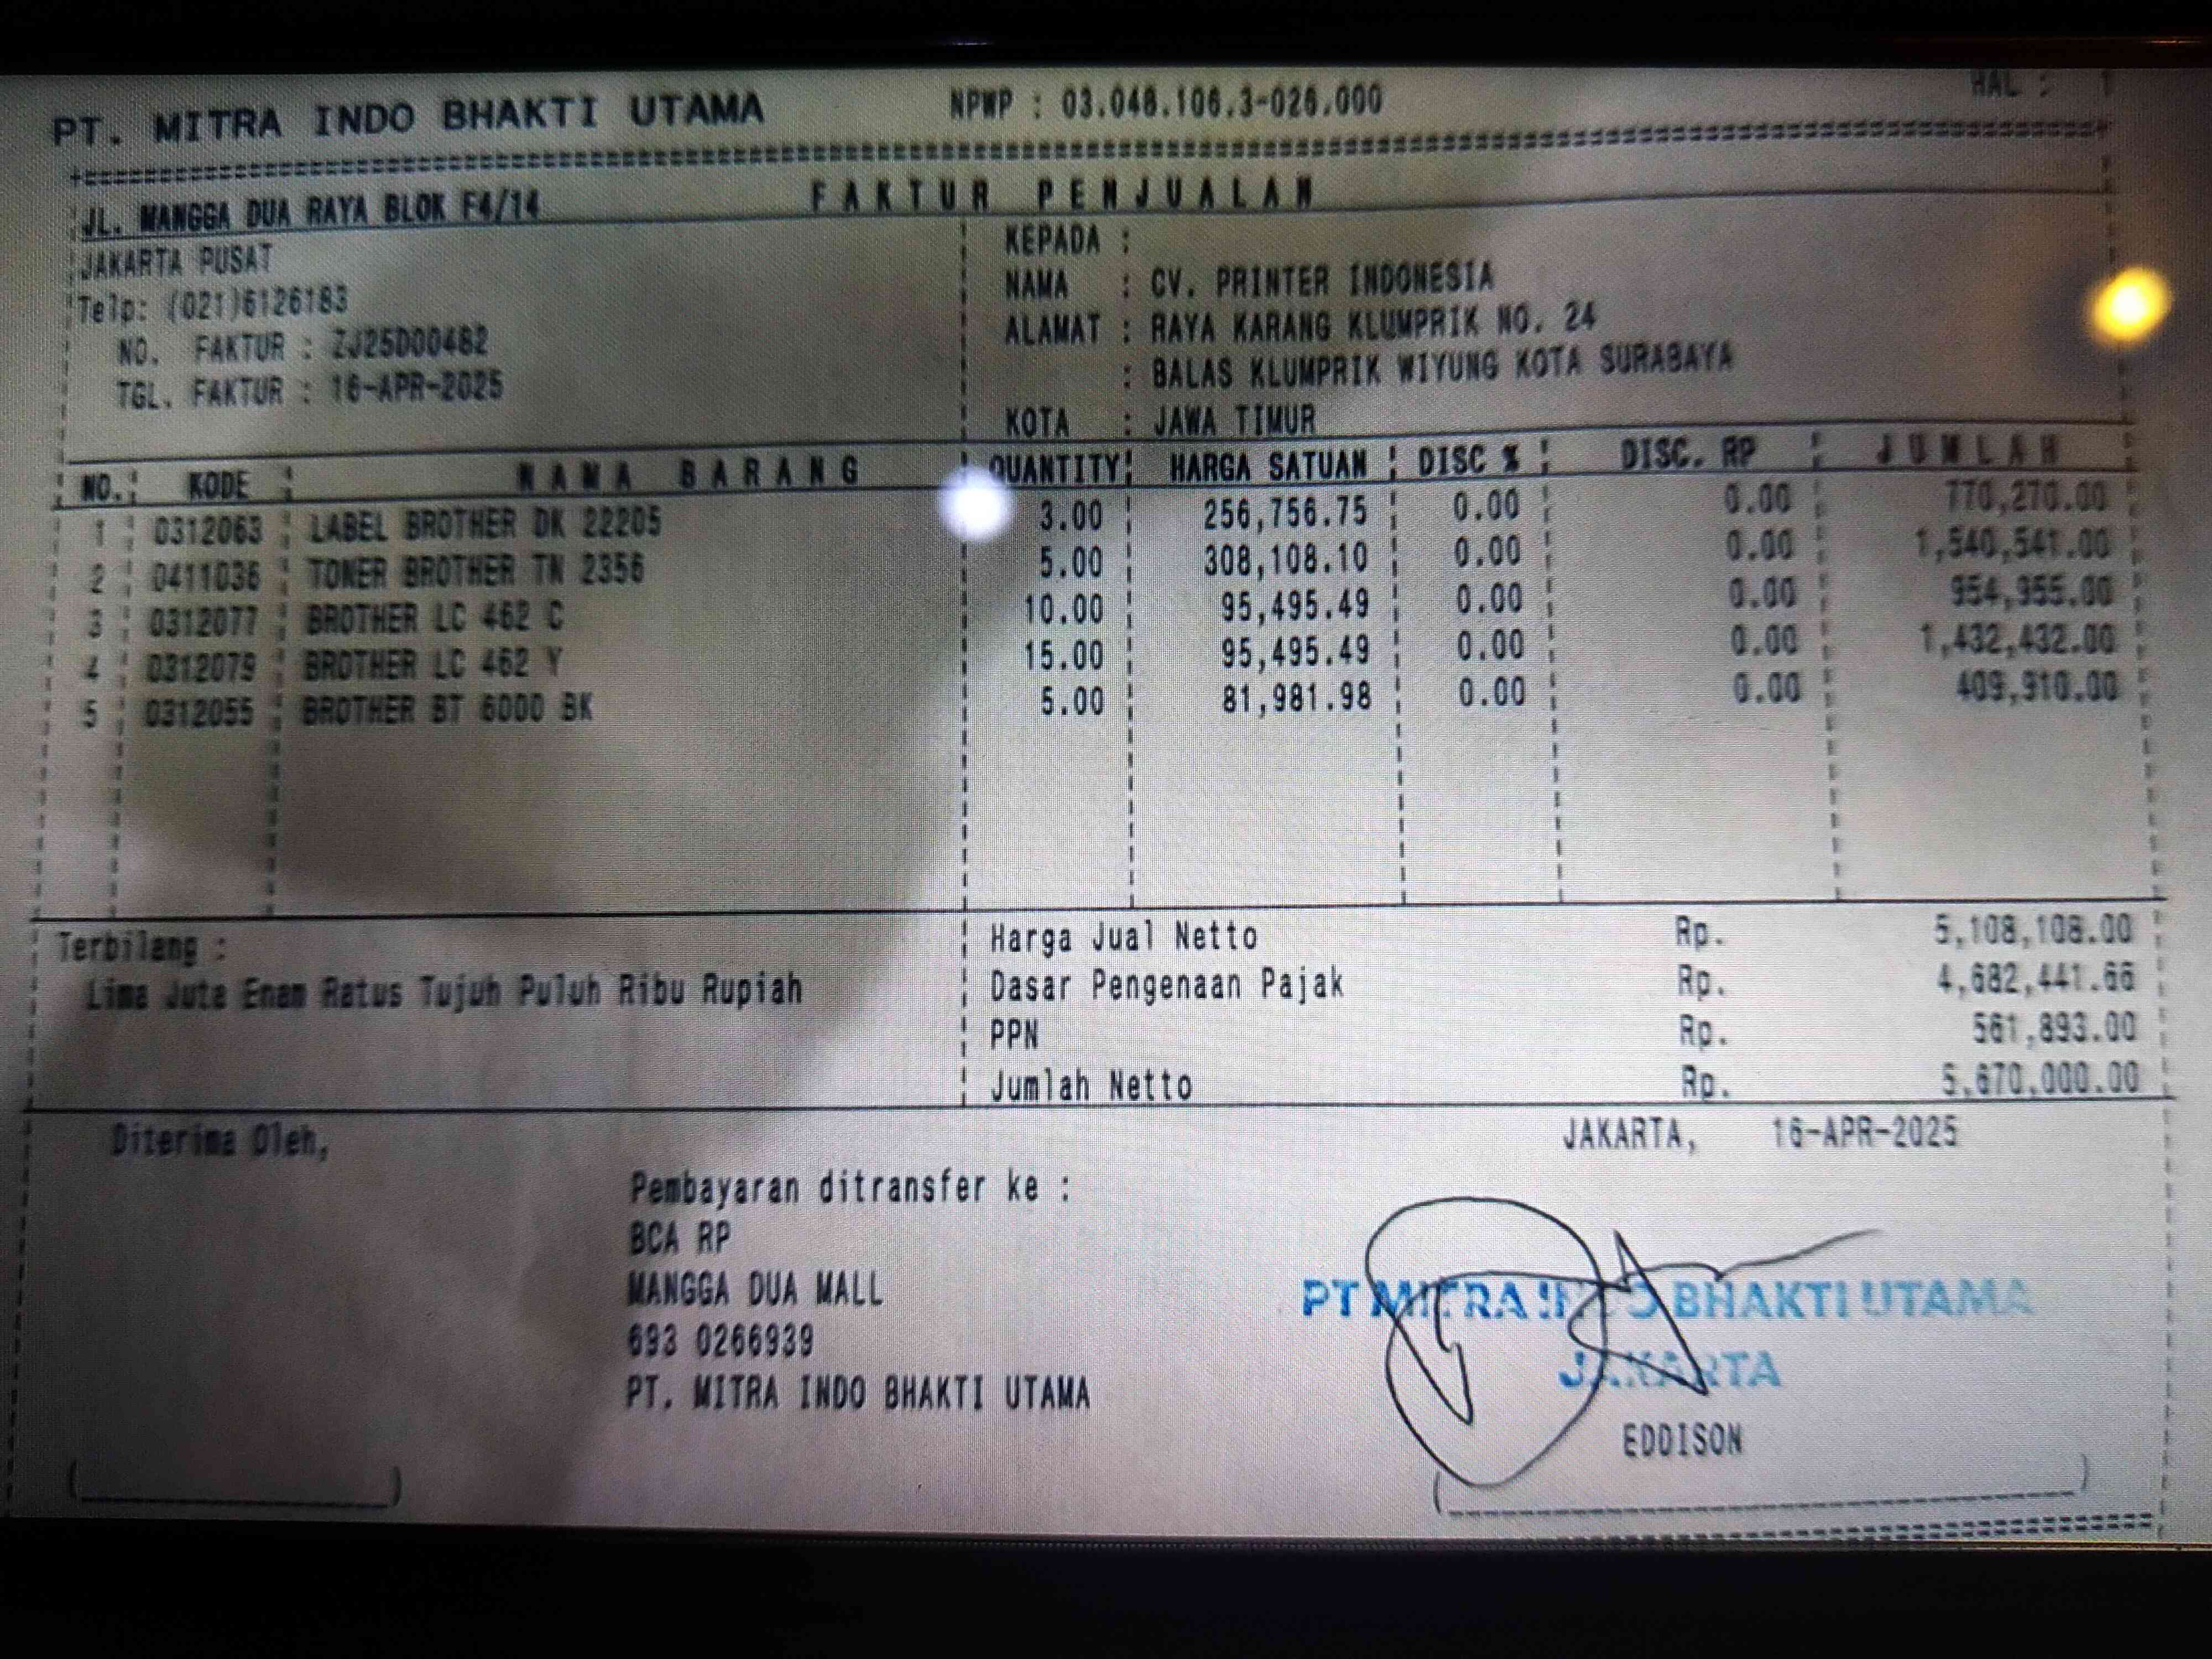 PT. MITRA INDO BHAKTI UTAMA NPWP : 03.048.106.3-026.000 HAL :
FAKTUR PENJUALAN
JL. MANGGA DUA RAYA BLOK F4/14
JAKARTA PUSAT
Telp: (021)6126183
NO. FAKTUR : ZJ25D00482
TGL. FAKTUR : 16-APR-2025
KEPADA :
NAMA : CV. PRINTER INDONESIA
ALAMAT : RAYA KARANG KLUMPRIK NO. 24
: BALAS KLUMPRIK WIYUNG KOTA SURABAYA
KOTA : JAWA TIMUR
NO. KODE NAMA BARANG QUANTITY HARGA SATUAN DISC % DISC. RP JUMLAH
1 0312063 LABEL BROTHER DK 22205 3.00 256,756.75 0.00 0.00 770,270.00
2 0411036 TONER BROTHER TN 2356 5.00 308,108.10 0.00 0.00 1,540,541.00
3 0312077 BROTHER LC 462 C 10.00 95,495.49 0.00 0.00 954,955.00
4 0312079 BROTHER LC 462 Y 15.00 95,495.49 0.00 0.00 1,432,432.00
5 0312055 BROTHER BT 6000 BK 5.00 81,981.98 0.00 0.00 409,910.00
Terbilang :
Lima Juta Enam Ratus Tujuh Puluh Ribu Rupiah
Harga Jual Netto Rp. 5,108,108.00
Dasar Pengenaan Pajak Rp. 4,682,441.66
PPN Rp. 561,893.00
Jumlah Netto Rp. 5,670,000.00
Diterima Oleh,
JAKARTA, 16-APR-2025
Pembayaran ditransfer ke :
BCA RP
MANGGA DUA MALL
693 0266939
PT. MITRA INDO BHAKTI UTAMA
PT MITRA INDO BHAKTI UTAMA
JAKARTA
EDDISON